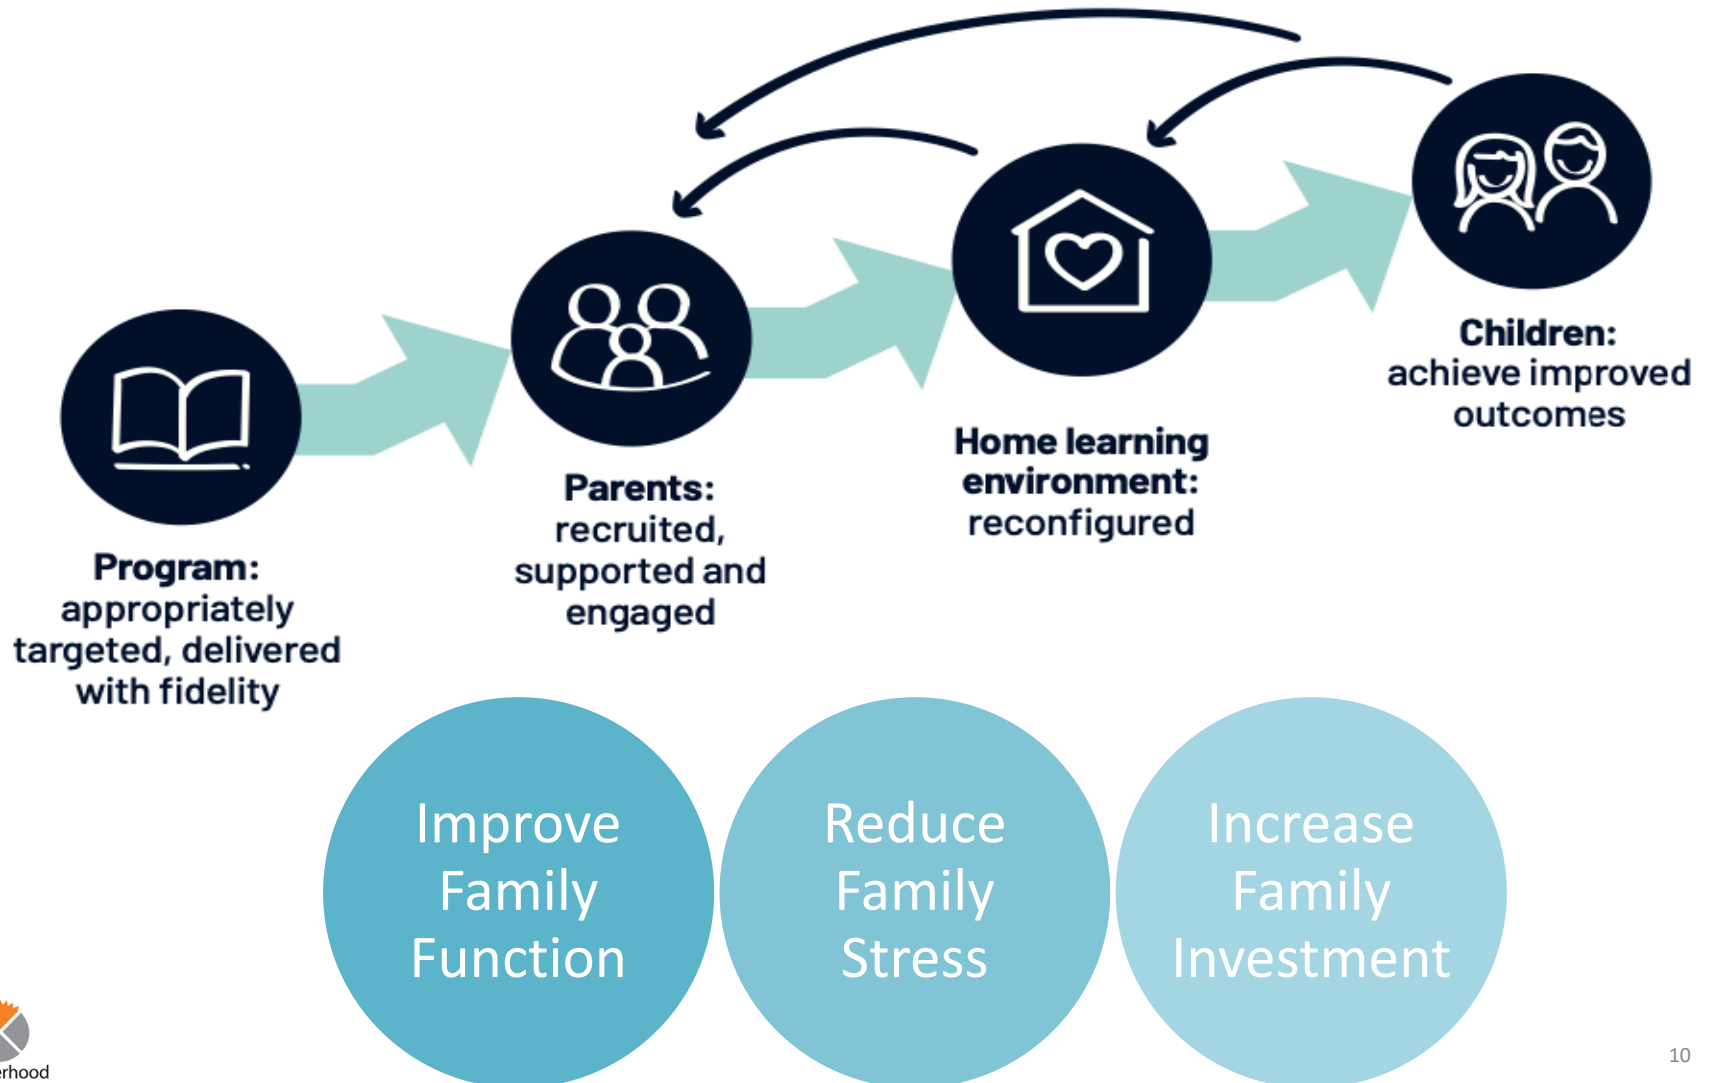 Program:
appropriately
targeted, delivered
with fidelity
Parents:
recruited,
supported and
engaged
Home learning
environment:
reconfigured
Children:
achieve improved
outcomes
Improve
Family
Function
Reduce
Family
Stress
Increase
Family
Investment
erhood
10